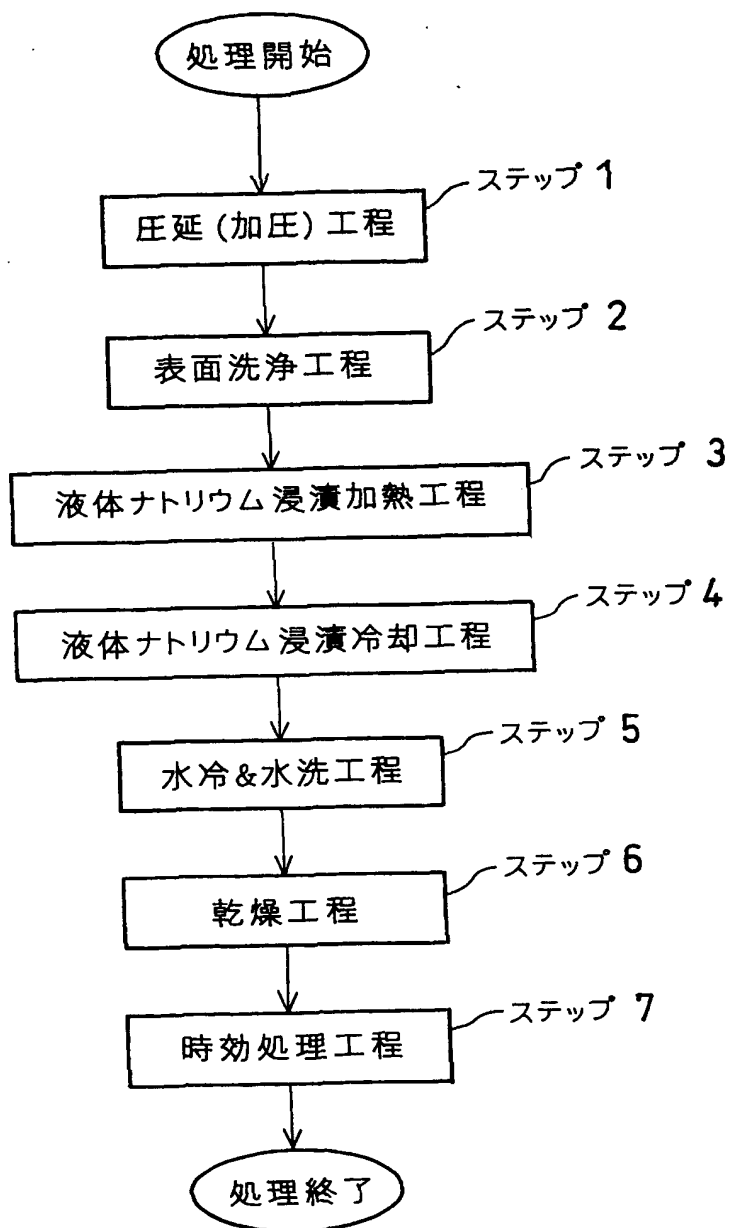 処理開始
ステップ 1
圧延(加圧)工程
ステップ 2
表面洗浄工程
ステップ 3
液体ナトリウム浸漬加熱工程
ステップ 4
液体ナトリウム浸漬冷却工程
ステップ 5
水冷&水洗工程
ステップ 6
乾燥工程
ステップ 7
時効処理工程
処理終了